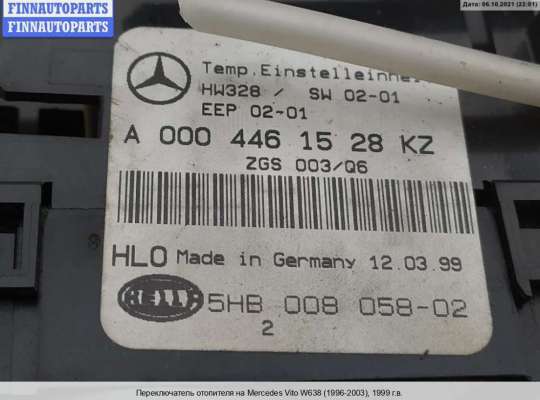 FINNAUTOPARTS
FINNAUTOPARTS
FINNAUTOPARTS
Дата: 06.10.2021 (22:01)
HW328 / SW 02-01
EEP 02-01
A 000 446 15 28 KZ
ZGS 003/Q6
HLO Made in Germany 12.03.99
HELLA 5HB 008 058-02
2
Переключатель отопителя на Mercedes Vito W638 (1996-2003), 1999 г.в.